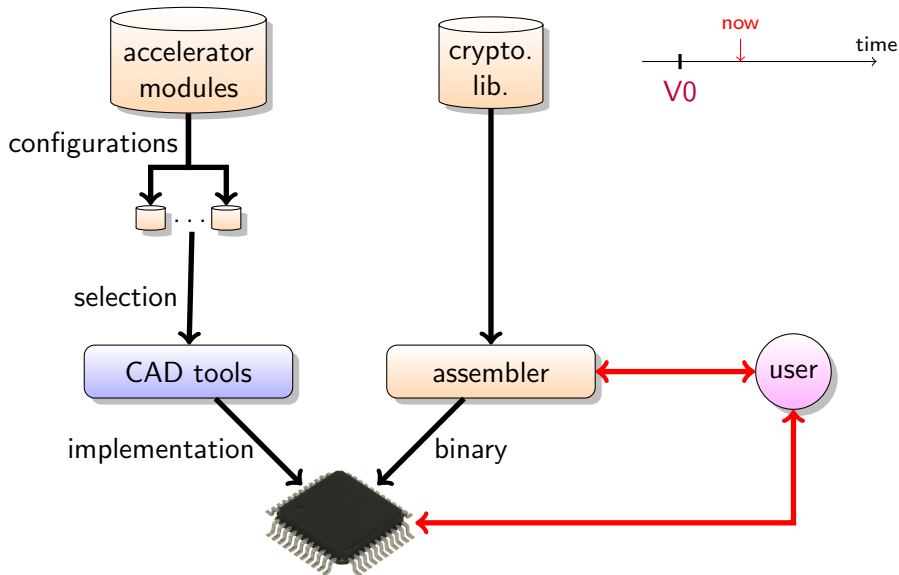 accelerator
modules
crypto.
lib.
now
time
V0
configurations
. . .
selection
CAD tools
assembler
user
implementation
binary